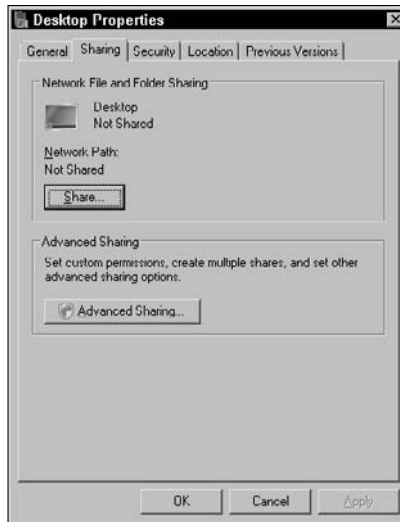 Desktop Properties
General Sharing Security Location Previous Versions
Network File and Folder Sharing
Desktop
Not Shared
Network Path:
Not Shared
Share...
Advanced Sharing
Set custom permissions, create multiple shares, and set other
advanced sharing options.
Advanced Sharing...
OK Cancel Apply